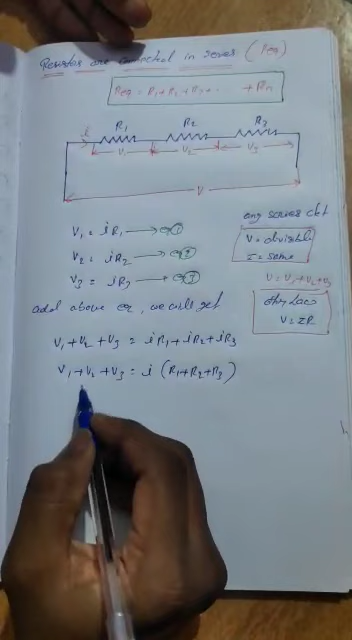 Resistor are connected in series (Req)
Req = R1 + R2 + R3 + . . . + Rn
i R1 R2 R3
V1 V2 V3
V
V1 = iR1 → eq ①
V2 = iR2 → eq ②
V3 = iR3 → eq ③
any series ckt
V = divisible
I = same
V = V1 + V2 + V3
ohm Law
V = IR
add above eq, we will get
V1 + V2 + V3 = iR1 + iR2 + iR3
V1 + V2 + V3 = i (R1 + R2 + R3)